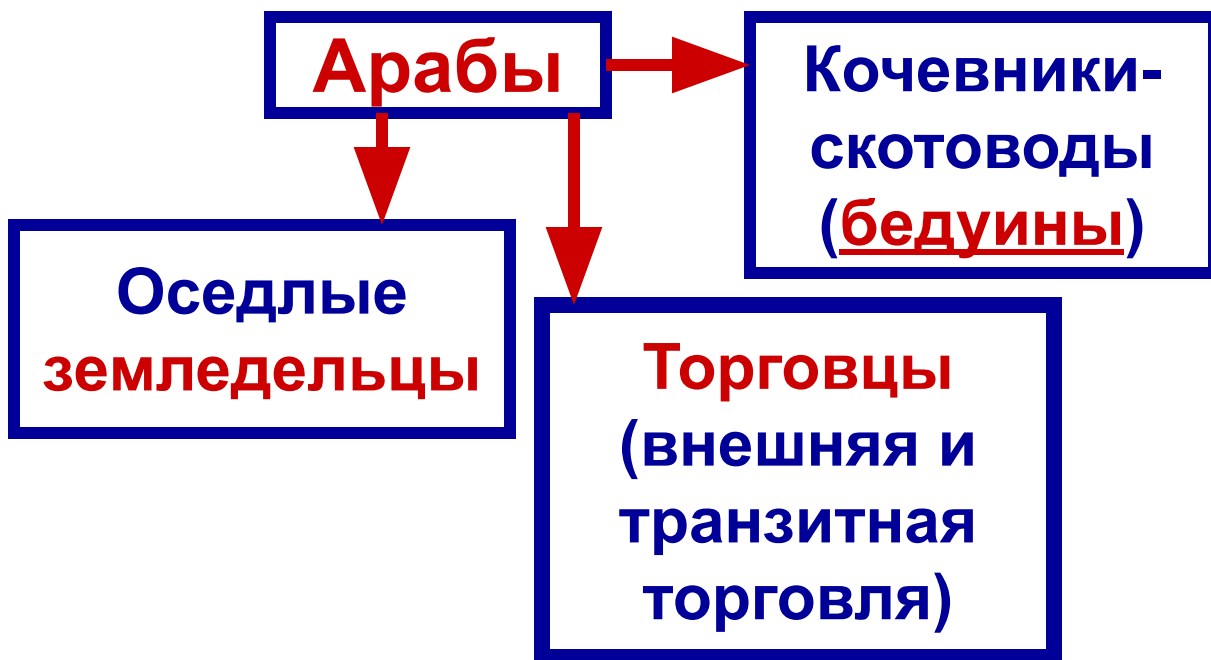 Арабы
Кочевники-
скотоводы
(бедуины)
Оседлые
земледельцы
Торговцы
(внешняя и
транзитная
торговля)